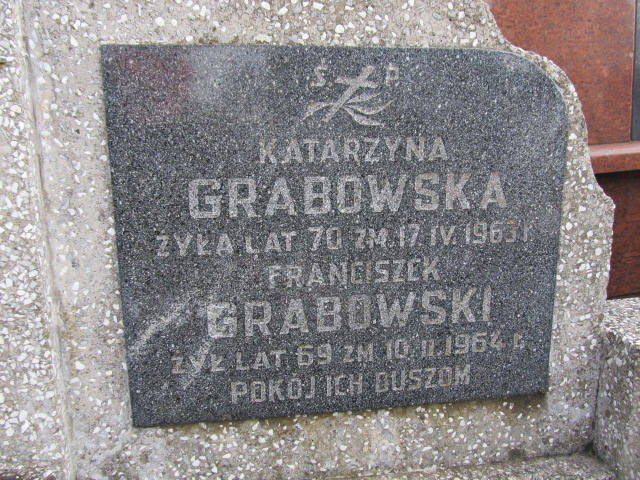 Ś P
KATARZYNA
GRABOWSKA
ŻYŁA LAT 70 ZM. 17 IV. 1963 r
FRANCISZEK
GRABOWSKI
ŻYŁ LAT 69 ZM 10 II. 1964 r
POKÓJ ICH DUSZOM